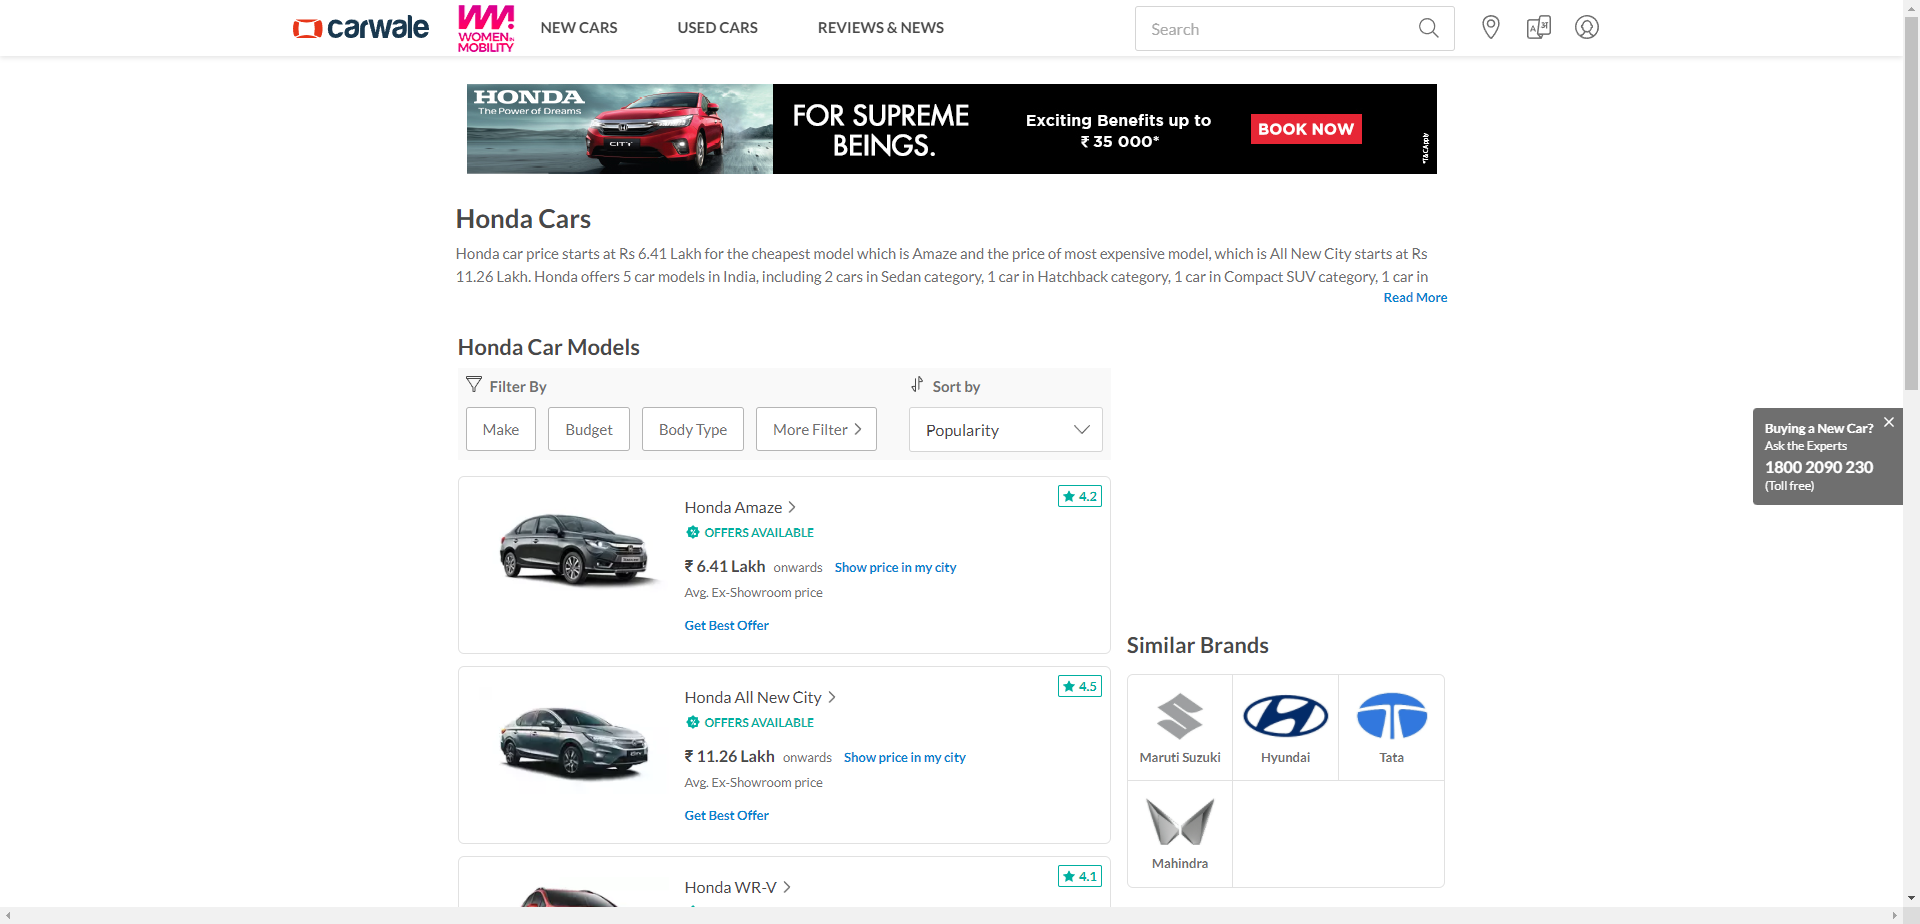 carwale
WOMEN IN
MOBILITY
NEW CARS
USED CARS
REVIEWS & NEWS
Search
HONDA
The Power of Dreams
CITY
FOR SUPREME
BEINGS.
Exciting Benefits up to
₹ 35 000*
BOOK NOW
*T&C Apply
Honda Cars
Honda car price starts at Rs 6.41 Lakh for the cheapest model which is Amaze and the price of most expensive model, which is All New City starts at Rs
11.26 Lakh. Honda offers 5 car models in India, including 2 cars in Sedan category, 1 car in Hatchback category, 1 car in Compact SUV category, 1 car in
Read More
Honda Car Models
Filter By
Sort by
Make
Budget
Body Type
More Filter
Popularity
Buying a New Car?
Ask the Experts
1800 2090 230
(Toll free)
Honda Amaze
4.2
OFFERS AVAILABLE
₹ 6.41 Lakh onwards Show price in my city
Avg. Ex-Showroom price
Get Best Offer
Honda All New City
4.5
OFFERS AVAILABLE
₹ 11.26 Lakh onwards Show price in my city
Avg. Ex-Showroom price
Get Best Offer
Honda WR-V
4.1
Similar Brands
Maruti Suzuki
Hyundai
Tata
Mahindra